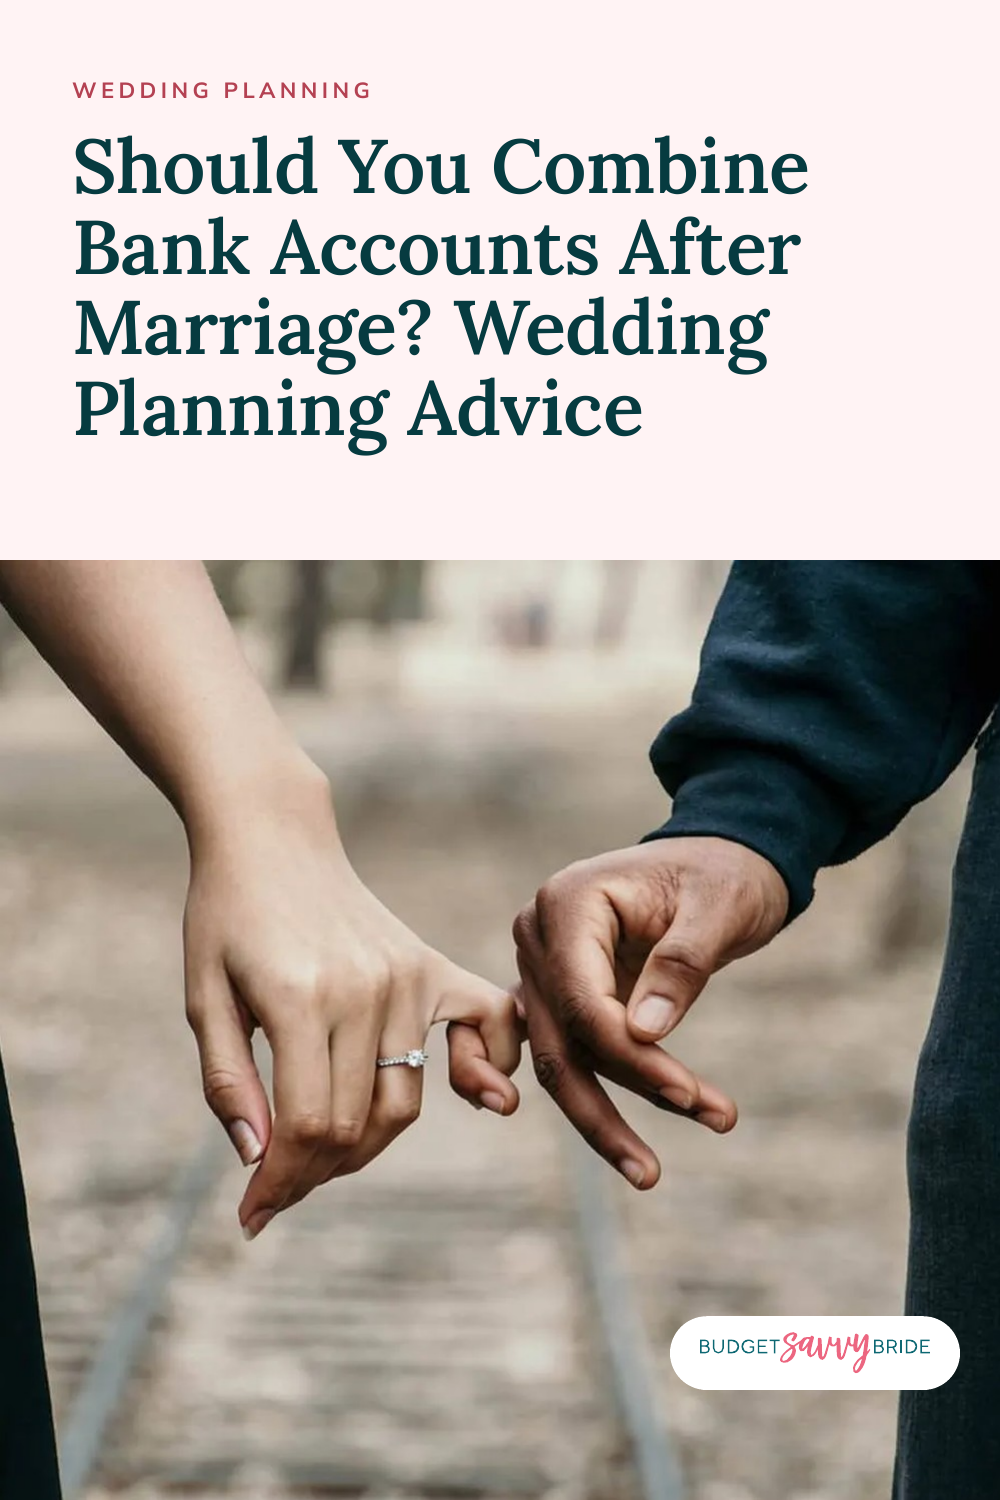 WEDDING PLANNING
Should You Combine
Bank Accounts After
Marriage? Wedding
Planning Advice
BUDGET savvy BRIDE